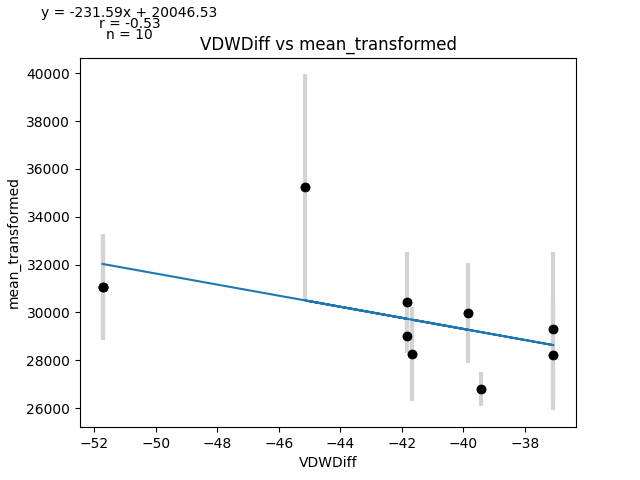 y = -231.59x + 20046.53
r = -0.53
n = 10
VDWDiff vs mean_transformed
40000
38000
36000
34000
32000
30000
28000
26000
mean_transformed
−52 −50 −48 −46 −44 −42 −40 −38
VDWDiff